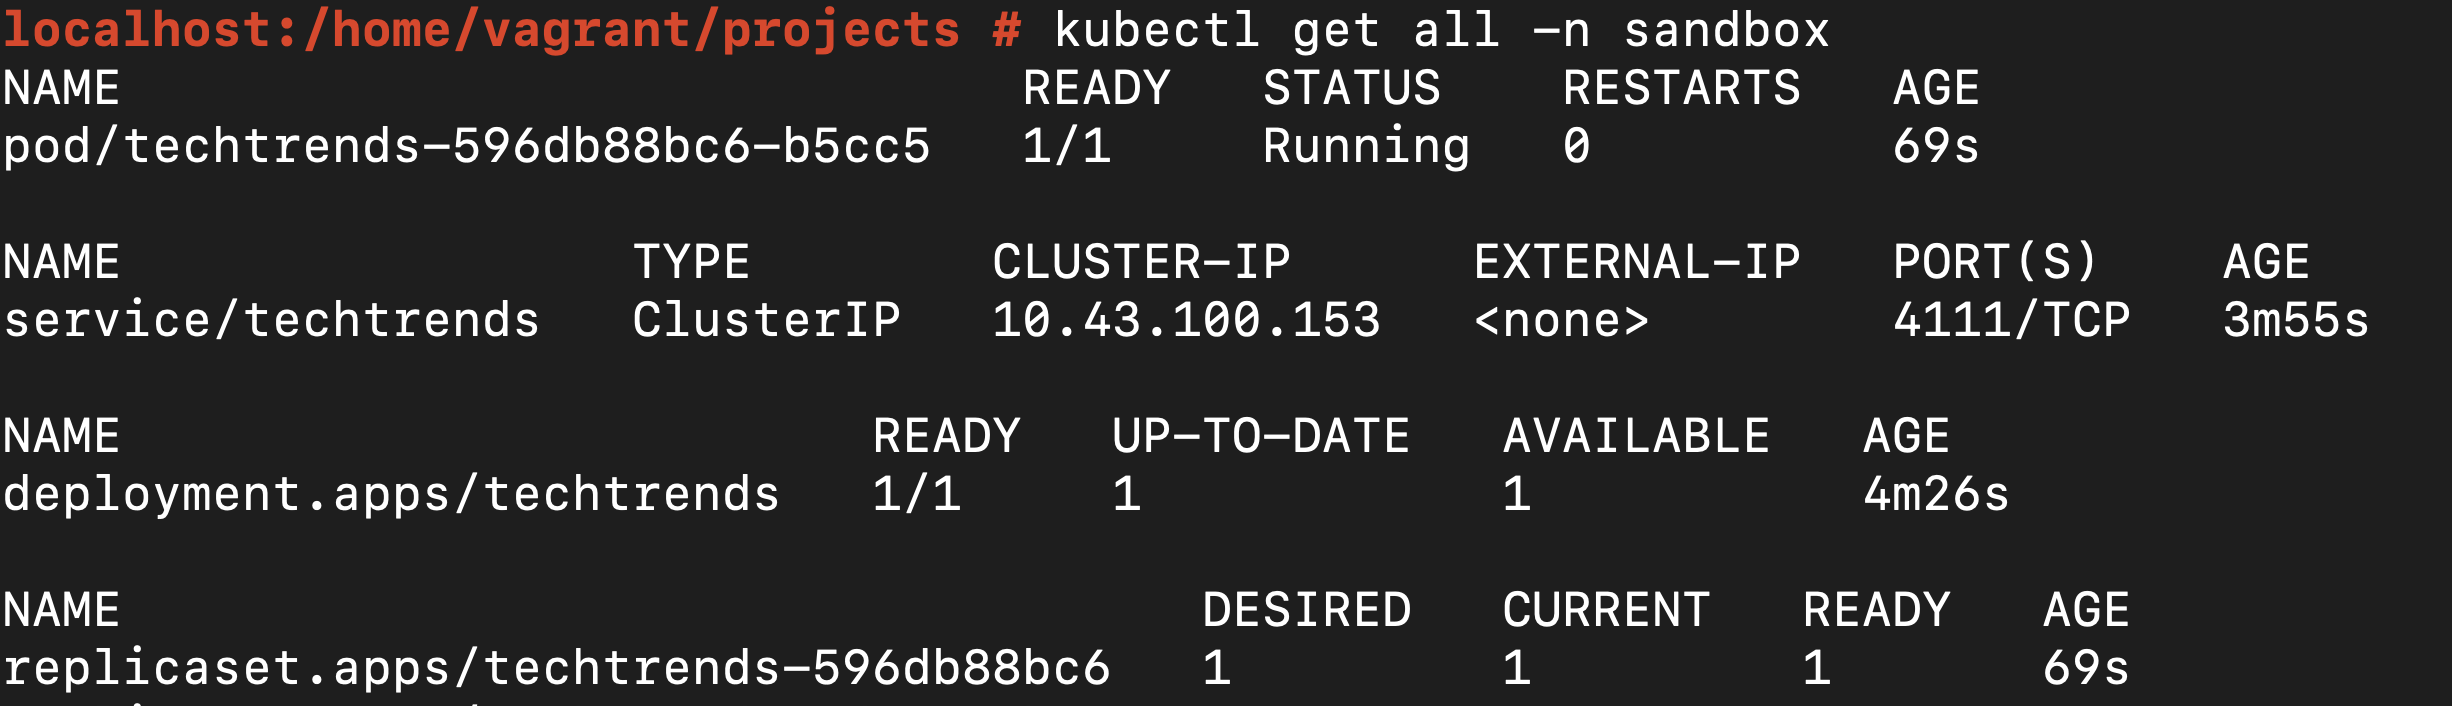 localhost:/home/vagrant/projects # kubectl get all -n sandbox
NAME READY STATUS RESTARTS AGE
pod/techtrends-596db88bc6-b5cc5 1/1 Running 0 69s
NAME TYPE CLUSTER-IP EXTERNAL-IP PORT(S) AGE
service/techtrends ClusterIP 10.43.100.153 <none> 4111/TCP 3m55s
NAME READY UP-TO-DATE AVAILABLE AGE
deployment.apps/techtrends 1/1 1 1 4m26s
NAME DESIRED CURRENT READY AGE
replicaset.apps/techtrends-596db88bc6 1 1 1 69s